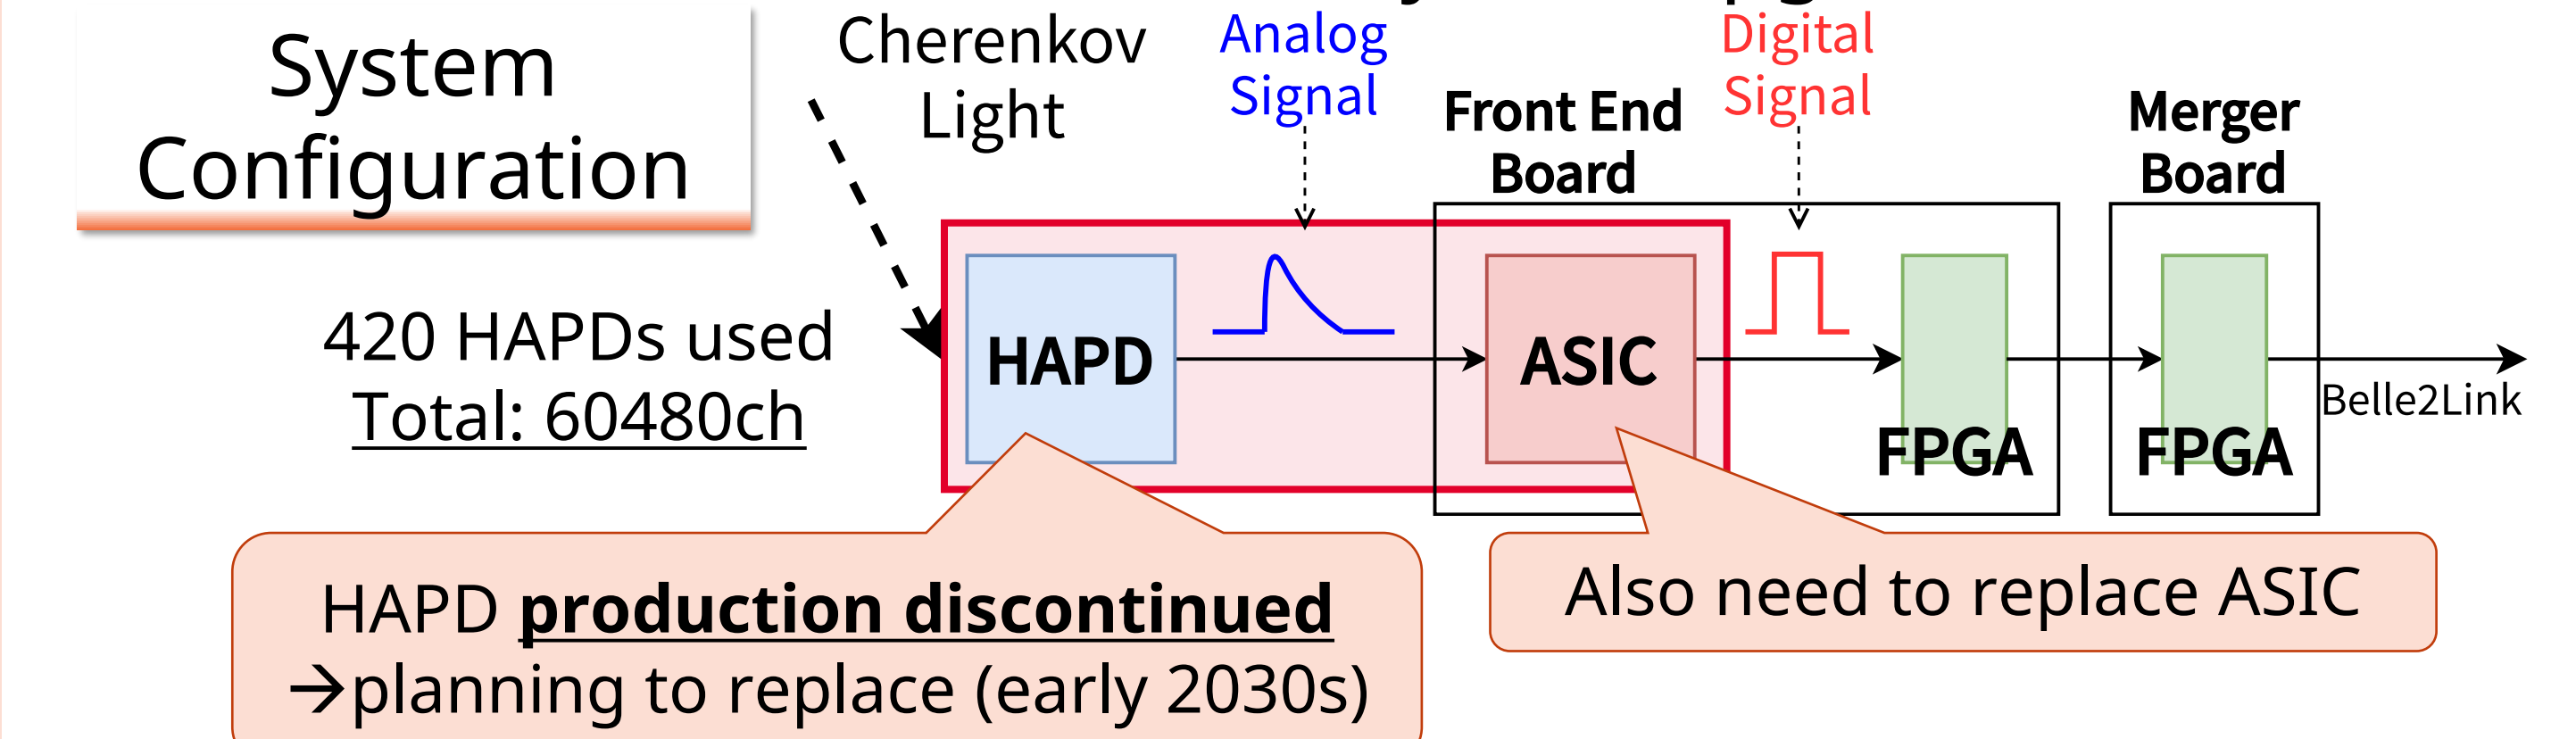 System
Configuration
Cherenkov
Light
Analog
Signal
Front End
Board
Digital
Signal
Merger
Board
420 HAPDs used
Total: 60480ch
HAPD
ASIC
FPGA
FPGA
Belle2Link
HAPD production discontinued
→planning to replace (early 2030s)
Also need to replace ASIC